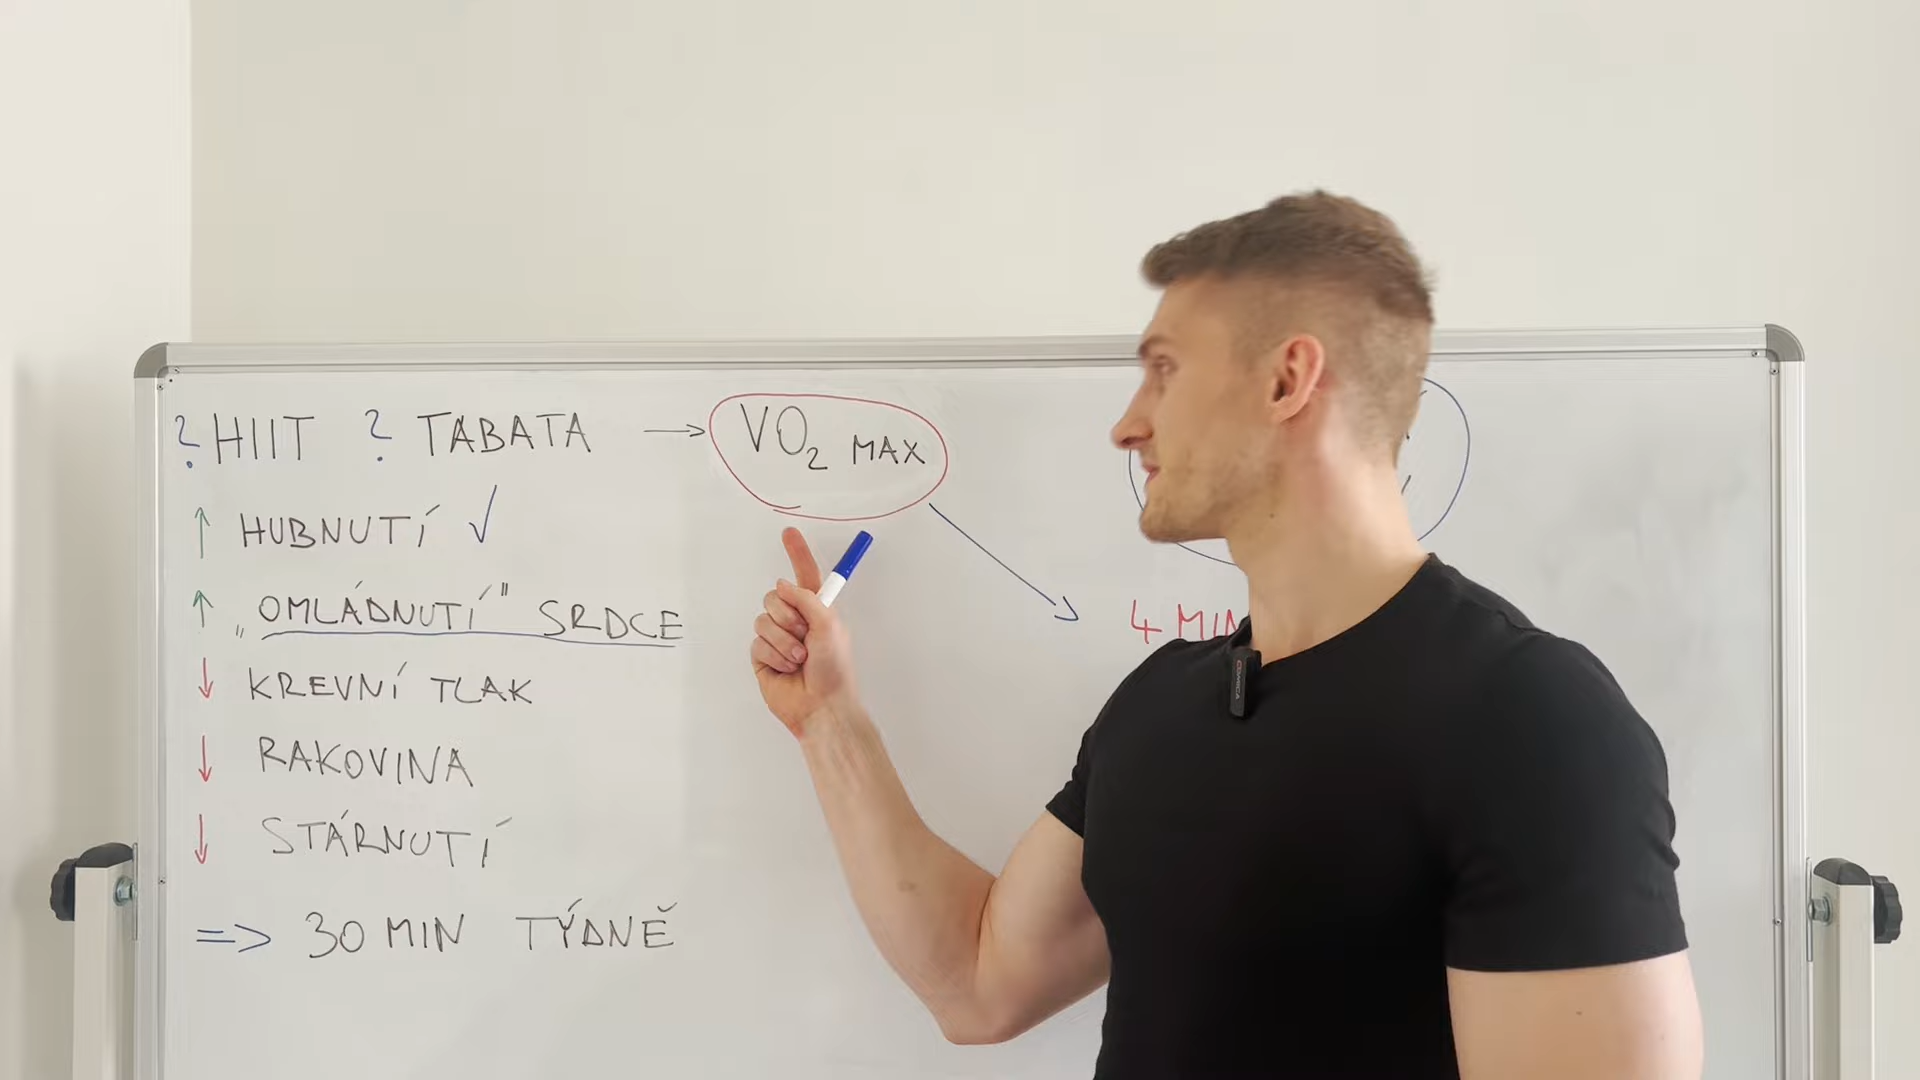 ? HIIT ? TABATA → VO₂ MAX
↑ HUBNUTÍ ✓
↑ „OMLÁDNUTÍ" SRDCE
4 MIN
↓ KREVNÍ TLAK
↓ RAKOVINA
↓ STÁRNUTÍ
=> 30 MIN TÝDNĚ